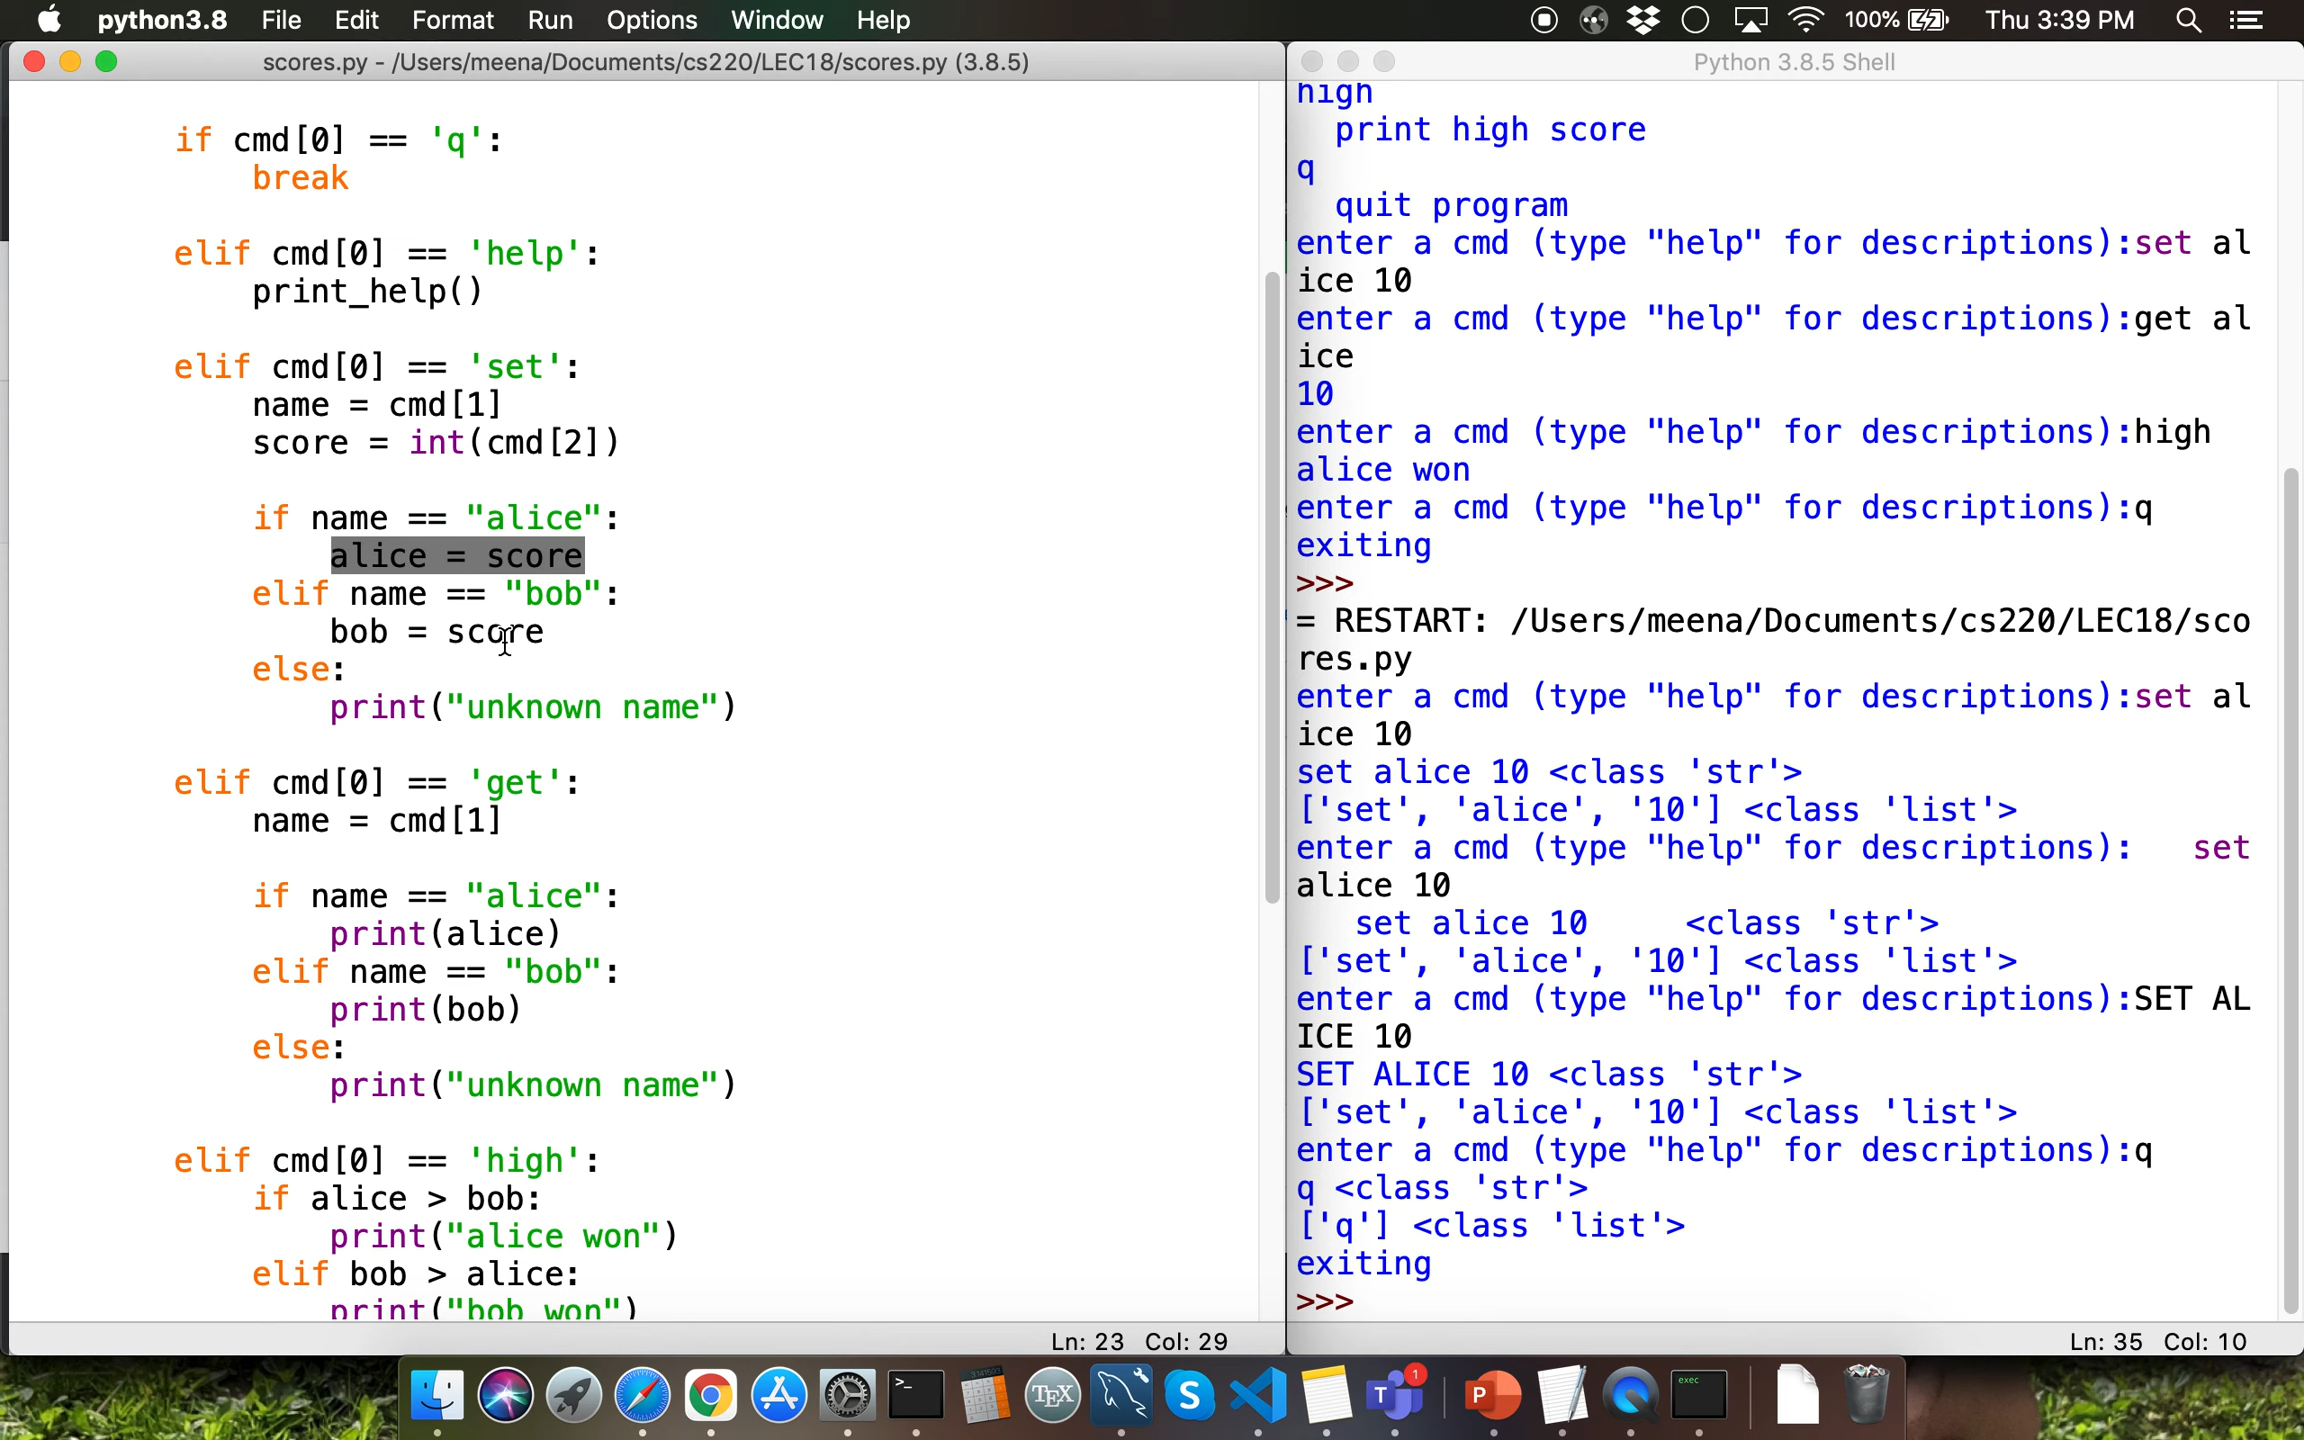 python3.8 File Edit Format Run Options Window Help 100% Thu 3:39 PM
scores.py - /Users/meena/Documents/cs220/LEC18/scores.py (3.8.5)
if cmd[0] == 'q':
break
elif cmd[0] == 'help':
print_help()
elif cmd[0] == 'set':
name = cmd[1]
score = int(cmd[2])
if name == "alice":
alice = score
elif name == "bob":
bob = score
else:
print("unknown name")
elif cmd[0] == 'get':
name = cmd[1]
if name == "alice":
print(alice)
elif name == "bob":
print(bob)
else:
print("unknown name")
elif cmd[0] == 'high':
if alice > bob:
print("alice won")
elif bob > alice:
print("bob won")
Ln: 23 Col: 29
Python 3.8.5 Shell
high
print high score
q
quit program
enter a cmd (type "help" for descriptions):set al
ice 10
enter a cmd (type "help" for descriptions):get al
ice
10
enter a cmd (type "help" for descriptions):high
alice won
enter a cmd (type "help" for descriptions):q
exiting
>>>
= RESTART: /Users/meena/Documents/cs220/LEC18/sco
res.py
enter a cmd (type "help" for descriptions):set al
ice 10
set alice 10 <class 'str'>
['set', 'alice', '10'] <class 'list'>
enter a cmd (type "help" for descriptions):   set
alice 10
set alice 10     <class 'str'>
['set', 'alice', '10'] <class 'list'>
enter a cmd (type "help" for descriptions):SET AL
ICE 10
SET ALICE 10 <class 'str'>
['set', 'alice', '10'] <class 'list'>
enter a cmd (type "help" for descriptions):q
q <class 'str'>
['q'] <class 'list'>
exiting
>>>
Ln: 35 Col: 10
>_
TEX
S
T
1
P
exec